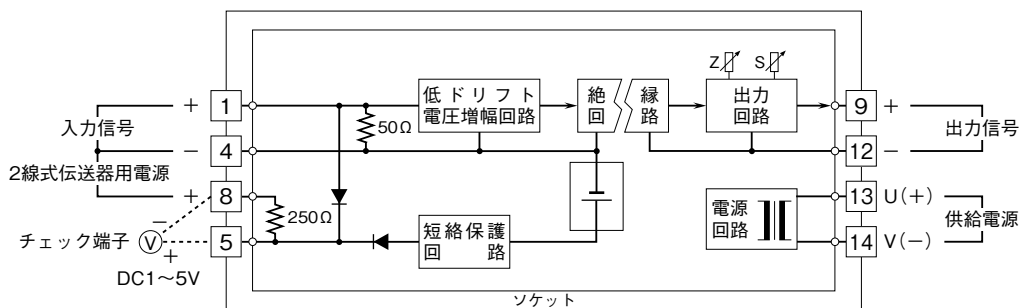 Z
S
+
1
低ドリフト
電圧増幅回路
絶
回
縁
路
出力
回路
9
+
入力信号
50Ω
出力信号
−
4
12
−
2線式伝送器用電源
+
8
13
U(+)
−
250Ω
電源
回路
供給電源
チェック端子
V
+
5
短絡保護
回 路
14
V(−)
DC1〜5V
ソケット